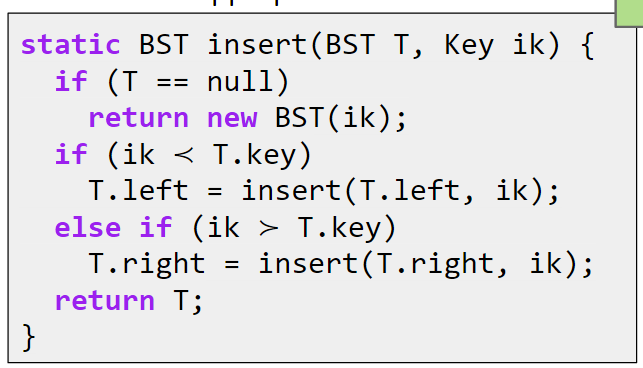 static BST insert(BST T, Key ik) {
if (T == null)
return new BST(ik);
if (ik ≺ T.key)
T.left = insert(T.left, ik);
else if (ik ≻ T.key)
T.right = insert(T.right, ik);
return T;
}